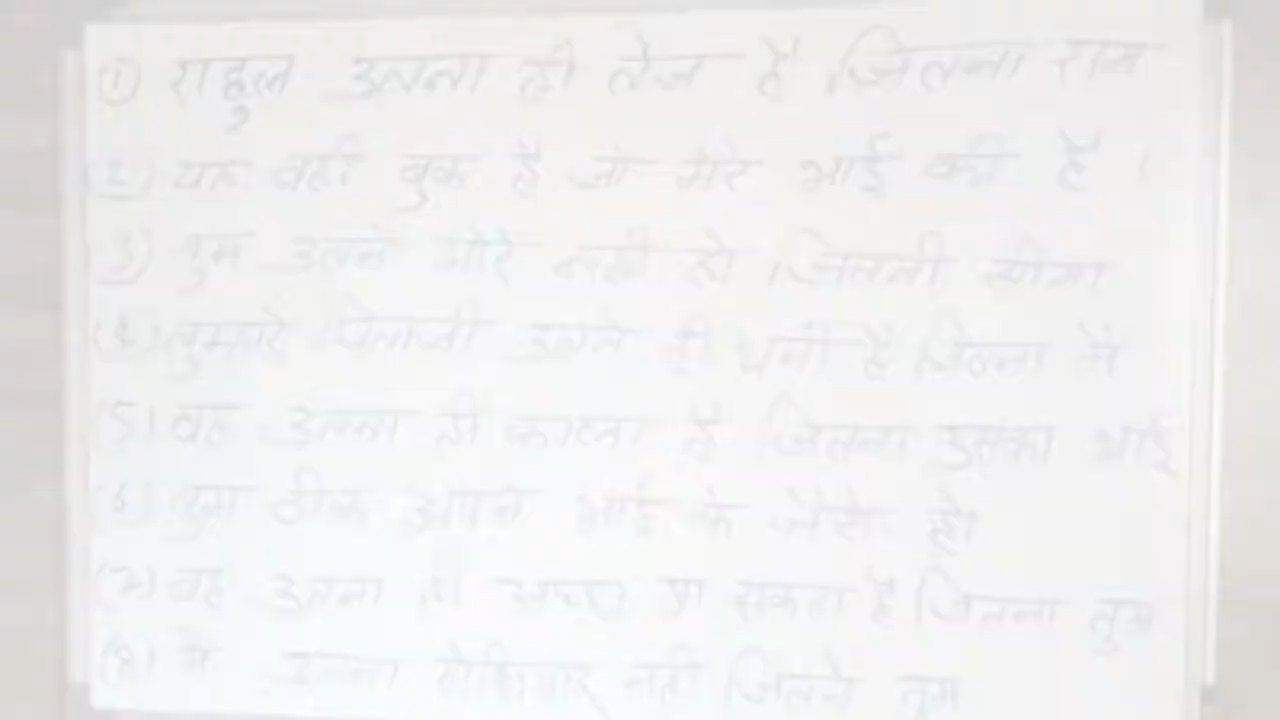 ① राहुल उतना ही तेज है जितना राम
2) यह वही बुक है जो मेरे भाई की है ।
3) तुम उतने गोरे नही हो जितनी सीमा
(4) तुम्हारे पिताजी उतने ही धनी है जितना मैं
(5) वह उतना ही काला है जितना उसका भाई
(6) तुम ठीक अपने भाई के जैसे हो
(7) वह उतना ही अच्छा गा सकता है जितना तुम
(8) मैं उतना होशियार नही जितने तुम